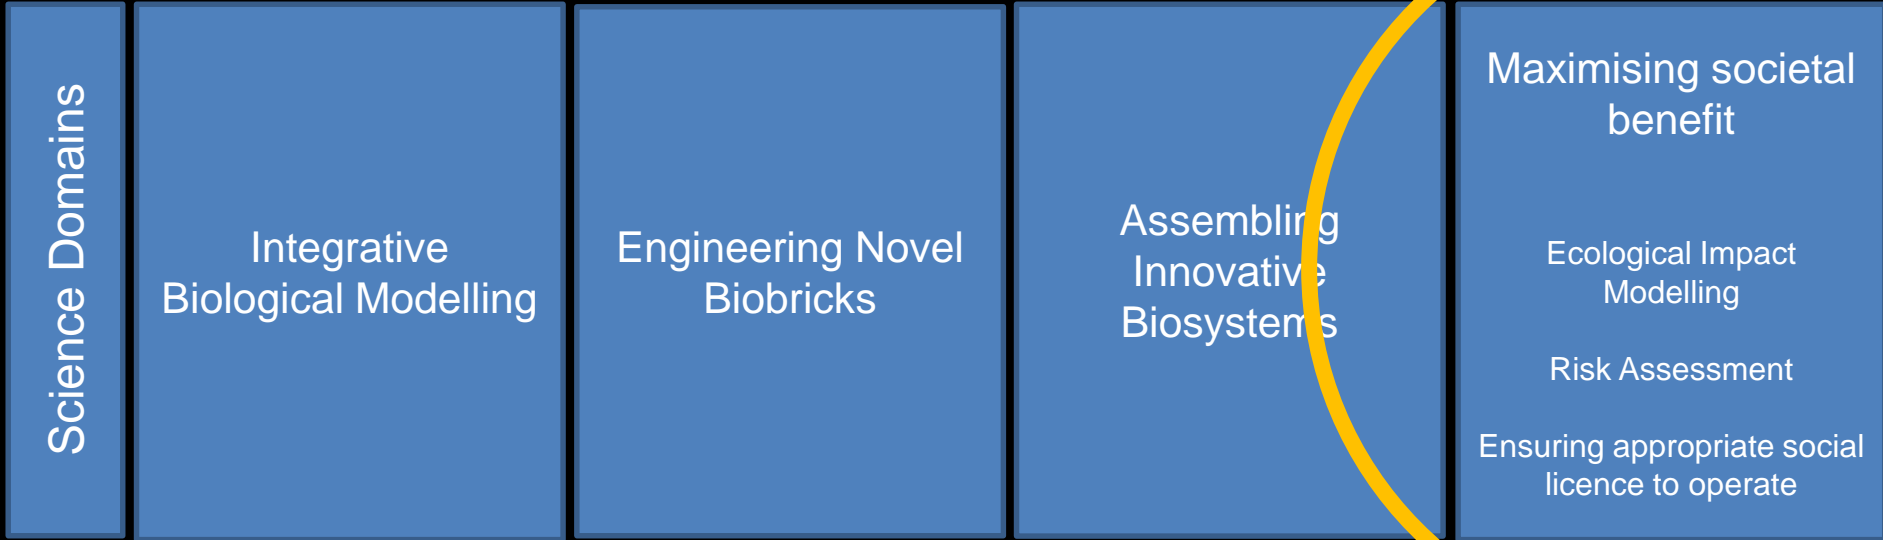 Science Domains
Integrative
Biological Modelling
Engineering Novel
Biobricks
Assembling
Innovative
Biosystems
Maximising societal
benefit
Ecological Impact
Modelling
Risk Assessment
Ensuring appropriate social
licence to operate